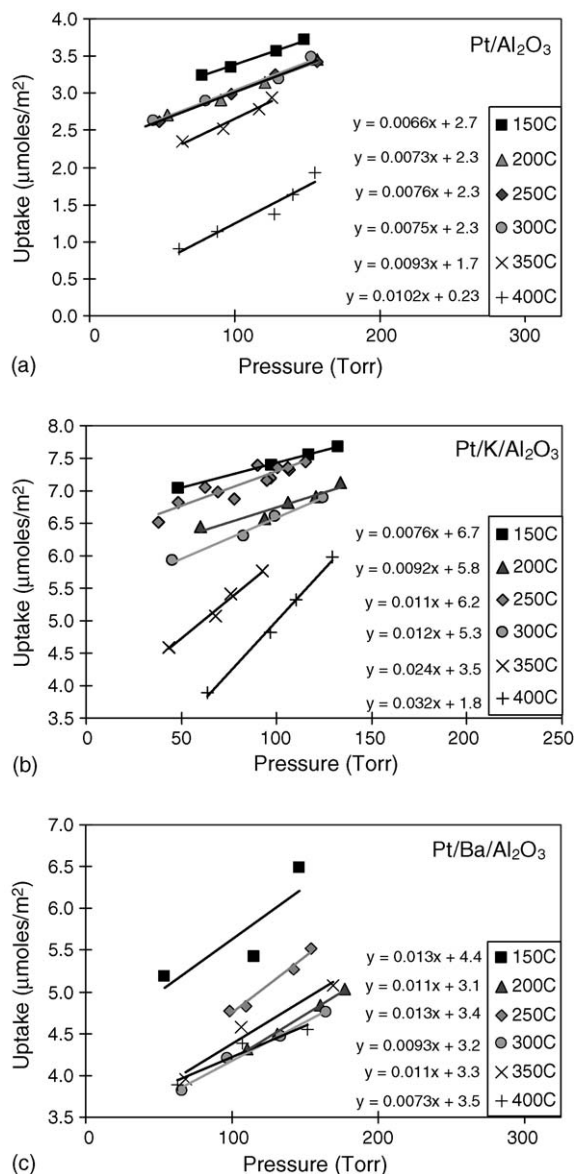 Pt/Al2O3
4.0
3.5
3.0
2.5
2.0
1.5
1.0
0.5
0.0
Uptake (μmoles/m²)
y = 0.0066x + 2.7
150C
y = 0.0073x + 2.3
200C
y = 0.0076x + 2.3
250C
y = 0.0075x + 2.3
300C
y = 0.0093x + 1.7
350C
y = 0.0102x + 0.23
400C
0 100 200 300
Pressure (Torr)
(a)
Pt/K/Al2O3
8.0
7.5
7.0
6.5
6.0
5.5
5.0
4.5
4.0
3.5
Uptake (μmoles/m²)
y = 0.0076x + 6.7
150C
y = 0.0092x + 5.8
200C
y = 0.011x + 6.2
250C
y = 0.012x + 5.3
300C
y = 0.024x + 3.5
350C
y = 0.032x + 1.8
400C
0 50 100 150 200 250
Pressure (Torr)
(b)
Pt/Ba/Al2O3
7.0
6.5
6.0
5.5
5.0
4.5
4.0
3.5
Uptake (μmoles/m²)
y = 0.013x + 4.4
150C
y = 0.011x + 3.1
200C
y = 0.013x + 3.4
250C
y = 0.0093x + 3.2
300C
y = 0.011x + 3.3
350C
y = 0.0073x + 3.5
400C
0 100 200 300
Pressure (Torr)
(c)